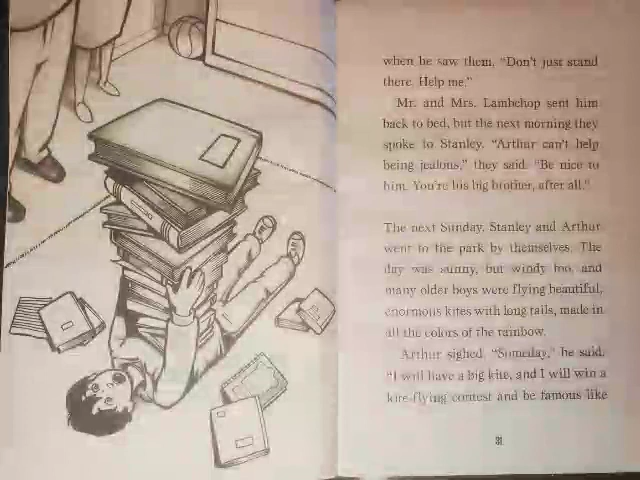 when he saw them, "Don't just stand
there. Help me."
Mr. and Mrs. Lambchop sent him
back to bed, but the next morning they
spoke to Stanley. "Arthur can't help
being jealous," they said. "Be nice to
him. You're his big brother, after all."
The next Sunday, Stanley and Arthur
went to the park by themselves. The
day was sunny, but windy too, and
many older boys were flying beautiful,
enormous kites with long tails, made in
all the colors of the rainbow.
Arthur sighed. "Someday," he said,
"I will have a big kite, and I will win a
kite-flying contest and be famous like
31